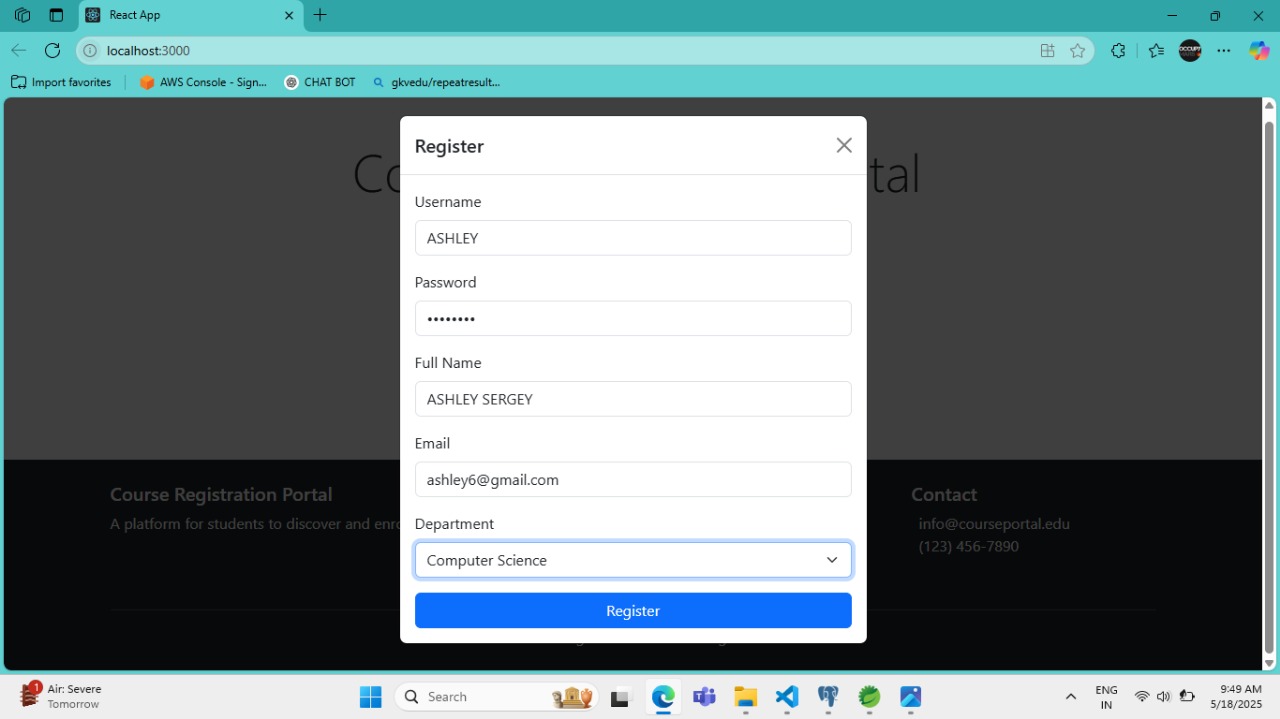 React App
localhost:3000
Import favorites
AWS Console - Sign...
CHAT BOT
gkvedu/repeatresult...
Register
Username
ASHLEY
Password
••••••••
Full Name
ASHLEY SERGEY
Email
ashley6@gmail.com
Department
Computer Science
Register
Co
tal
Course Registration Portal
A platform for students to discover and enro
Contact
info@courseportal.edu
(123) 456-7890
1
Air: Severe
Tomorrow
Search
ENG
IN
9:49 AM
5/18/2025